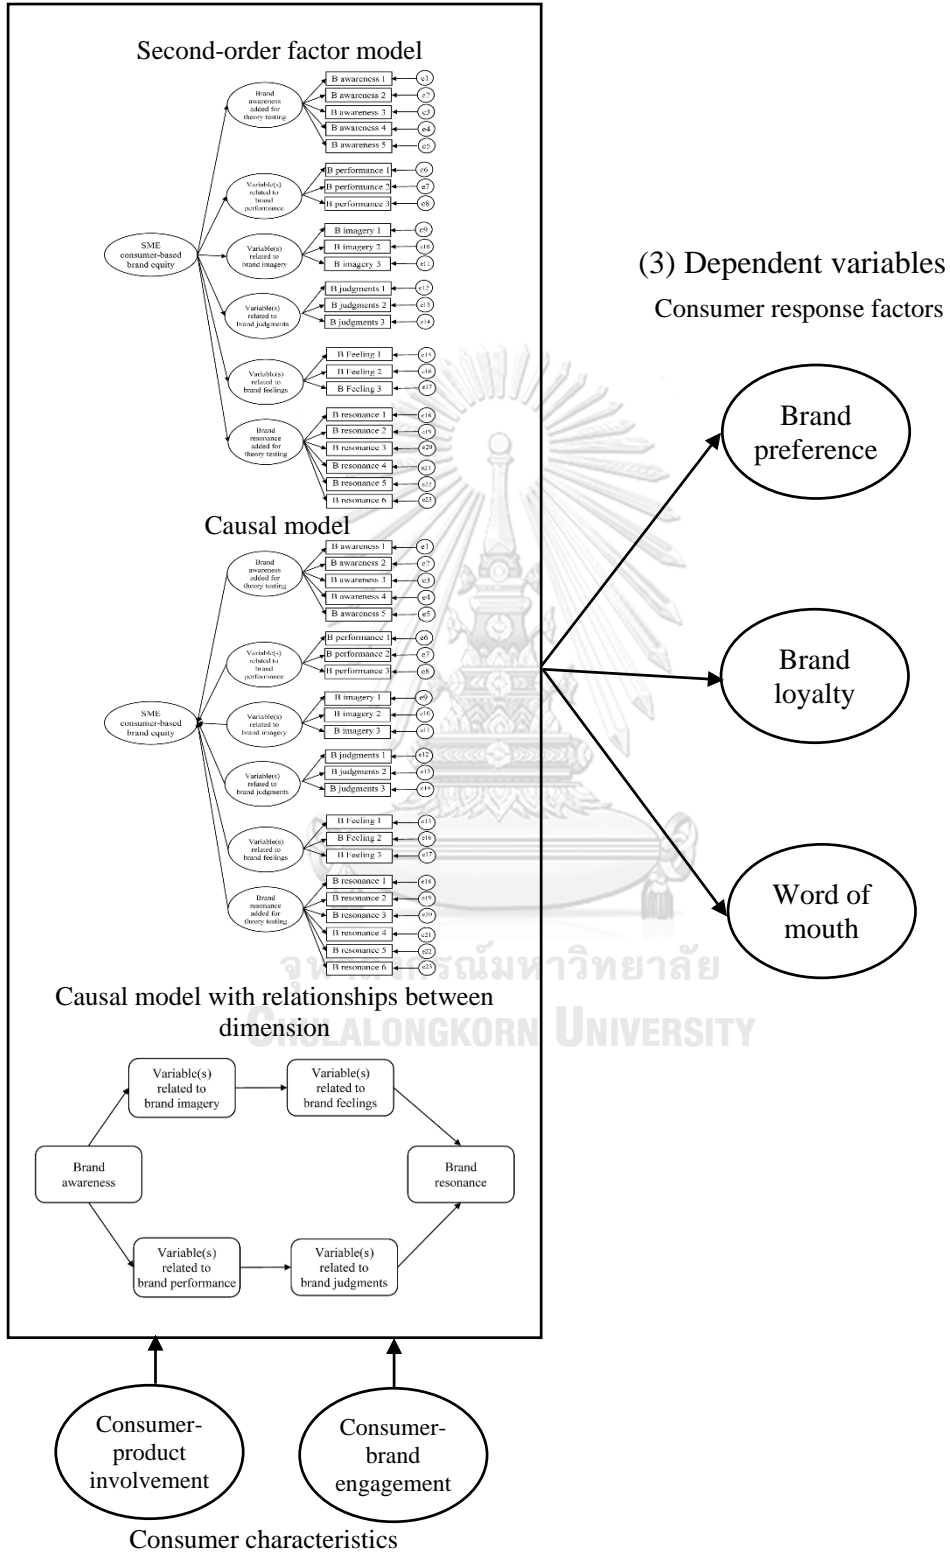 Second-order factor model
Brand
awareness
added for
theory testing
B awareness 1
e1
B awareness 2
e2
B awareness 3
e3
B awareness 4
e4
B awareness 5
e5
Variable(s)
related to
brand
performance
B performance 1
e6
B performance 2
e7
B performance 3
e8
SME
consumer-based
brand equity
Variable(s)
related to
brand imagery
B imagery 1
e9
B imagery 2
e10
B imagery 3
e11
Variable(s)
related to
brand judgments
B judgments 1
e12
B judgments 2
e13
B judgments 3
e14
Variable(s)
related to
brand feelings
B Feeling 1
e15
B Feeling 2
e16
B Feeling 3
e17
Brand
resonance
added for
theory testing
B resonance 1
e18
B resonance 2
e19
B resonance 3
e20
B resonance 4
e21
B resonance 5
e22
B resonance 6
e23
Causal model
Brand
awareness
added for
theory testing
B awareness 1
e1
B awareness 2
e2
B awareness 3
e3
B awareness 4
e4
B awareness 5
e5
Variable(s)
related to
brand
performance
B performance 1
e6
B performance 2
e7
B performance 3
e8
SME
consumer-based
brand equity
Variable(s)
related to
brand imagery
B imagery 1
e9
B imagery 2
e10
B imagery 3
e11
Variable(s)
related to
brand judgments
B judgments 1
e12
B judgments 2
e13
B judgments 3
e14
Variable(s)
related to
brand feelings
B Feeling 1
e15
B Feeling 2
e16
B Feeling 3
e17
Brand
resonance
added for
theory testing
B resonance 1
e18
B resonance 2
e19
B resonance 3
e20
B resonance 4
e21
B resonance 5
e22
B resonance 6
e23
Causal model with relationships between
dimension
Variable(s)
related to
brand imagery
Variable(s)
related to
brand feelings
Brand
awareness
Brand
resonance
Variable(s)
related to
brand performance
Variable(s)
related to
brand judgments
Consumer-
product
involvement
Consumer-
brand
engagement
Consumer characteristics
(3) Dependent variables
Consumer response factors
Brand
preference
Brand
loyalty
Word of
mouth
จุฬาลงกรณ์มหาวิทยาลัย
CHULALONGKORN UNIVERSITY